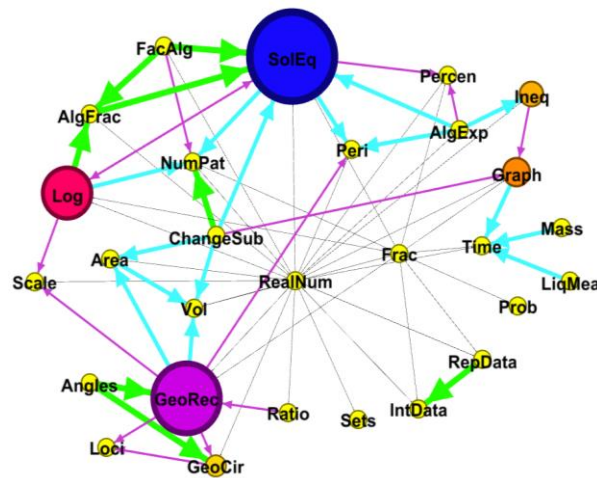 FacAlg
SolEq
Percen
Ineq
AlgFrac
AlgExp
NumPat
Peri
Log
Graph
ChangeSub
Mass
Area
Frac
Time
Scale
RealNum
LiqMea
Vol
Prob
RepData
Angles
GeoRec
Ratio
Sets
IntData
Loci
GeoCir